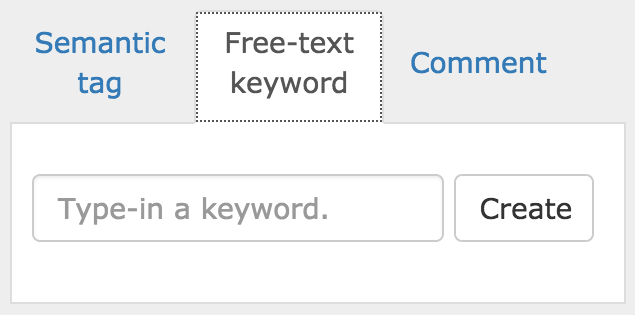 Semantic
tag
Free-text
keyword
Comment
Type-in a keyword.
Create